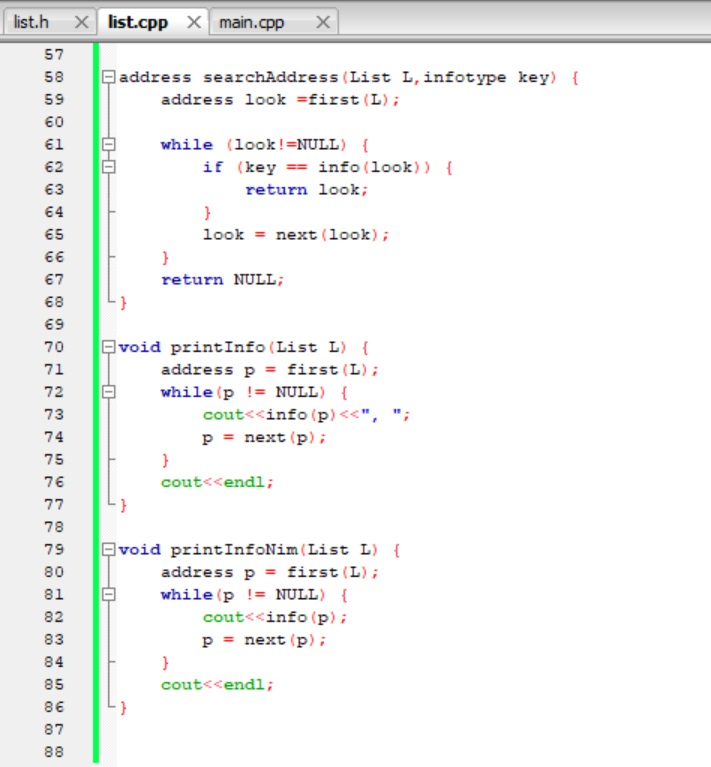 list.h × list.cpp × main.cpp ×
57
58 address searchAddress(List L,infotype key) {
59     address look =first(L);
60
61     while (look!=NULL) {
62         if (key == info(look)) {
63             return look;
64         }
65         look = next(look);
66     }
67     return NULL;
68 }
69
70 void printInfo(List L) {
71     address p = first(L);
72     while(p != NULL) {
73         cout<<info(p)<<", ";
74         p = next(p);
75     }
76     cout<<endl;
77 }
78
79 void printInfoNim(List L) {
80     address p = first(L);
81     while(p != NULL) {
82         cout<<info(p);
83         p = next(p);
84     }
85     cout<<endl;
86 }
87
88